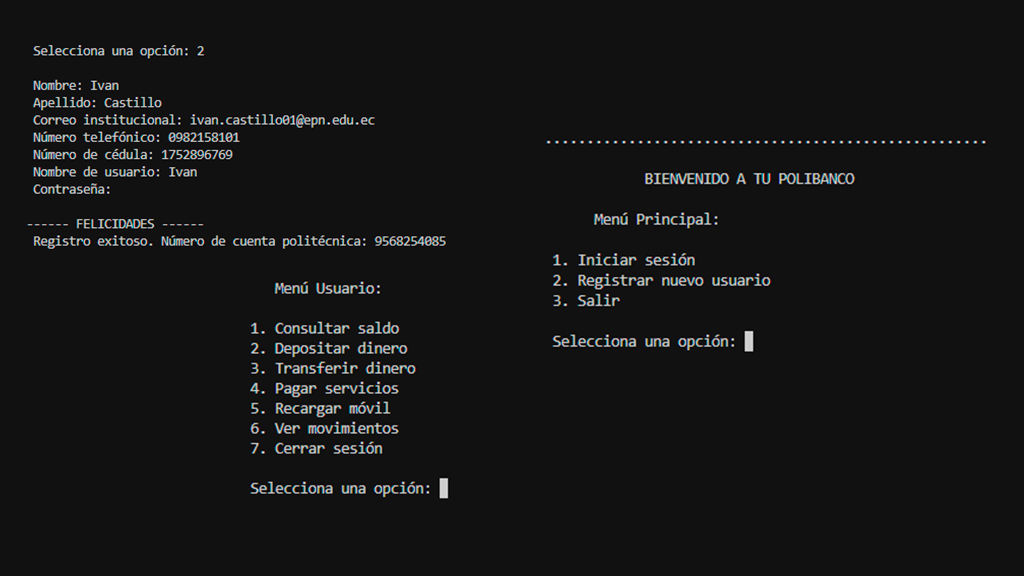 Selecciona una opción: 2
Nombre: Ivan
Apellido: Castillo
Correo institucional: ivan.castillo01@epn.edu.ec
Número telefónico: 0982158101
Número de cédula: 1752896769
Nombre de usuario: Ivan
Contraseña:
------ FELICIDADES ------
Registro exitoso. Número de cuenta politécnica: 9568254085
Menú Usuario:
1. Consultar saldo
2. Depositar dinero
3. Transferir dinero
4. Pagar servicios
5. Recargar móvil
6. Ver movimientos
7. Cerrar sesión
Selecciona una opción:
.....................................................
BIENVENIDO A TU POLIBANCO
Menú Principal:
1. Iniciar sesión
2. Registrar nuevo usuario
3. Salir
Selecciona una opción: